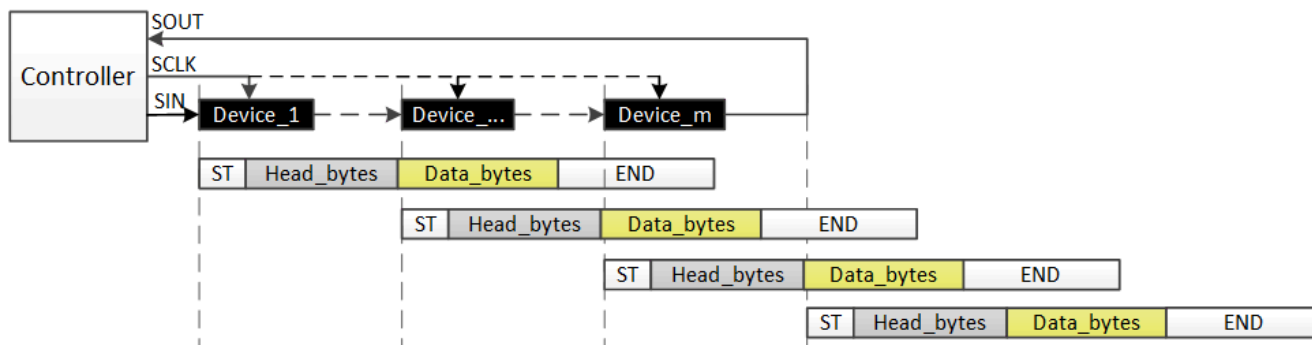 SOUT
Controller
SCLK
SIN
Device_1
Device_...
Device_m
ST Head_bytes Data_bytes END
ST Head_bytes Data_bytes END
ST Head_bytes Data_bytes END
ST Head_bytes Data_bytes END